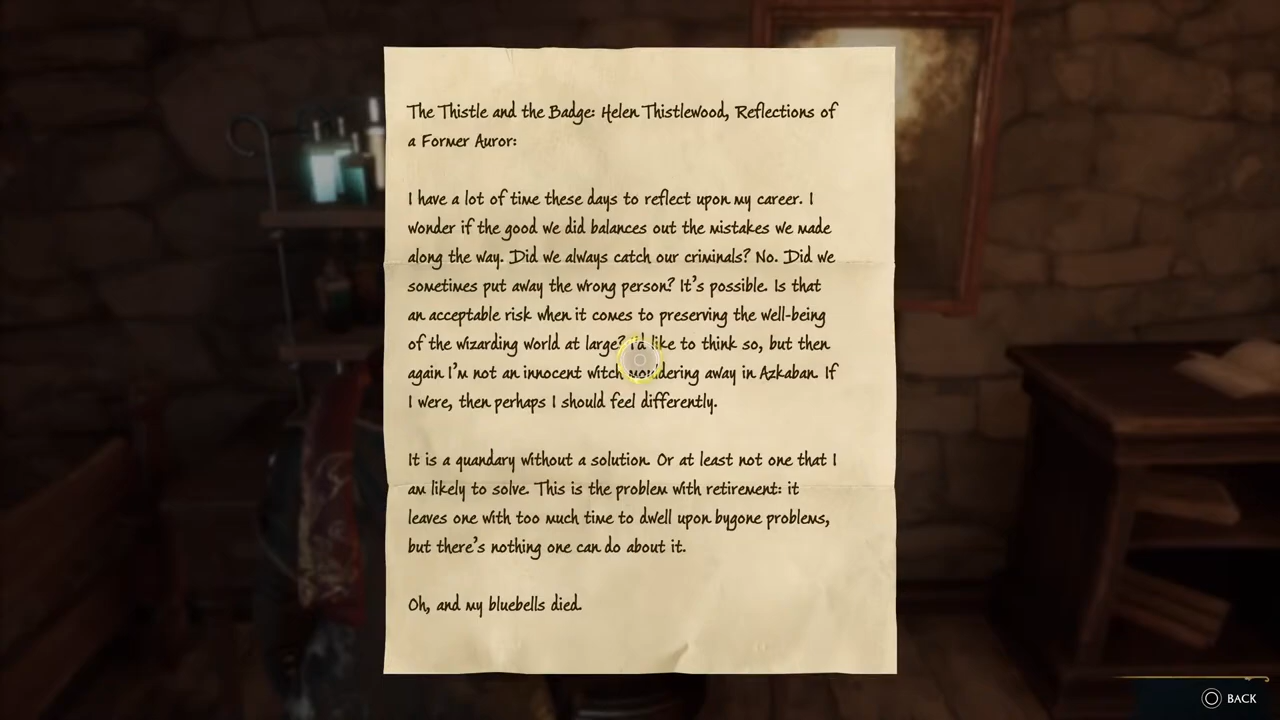 The Thistle and the Badge: Helen Thistlewood, Reflections of
a Former Auror:
I have a lot of time these days to reflect upon my career. I
wonder if the good we did balances out the mistakes we made
along the way. Did we always catch our criminals? No. Did we
sometimes put away the wrong person? It's possible. Is that
an acceptable risk when it comes to preserving the well-being
of the wizarding world at large? I'd like to think so, but then
again I'm not an innocent witch mouldering away in Azkaban. If
I were, then perhaps I should feel differently.
It is a quandary without a solution. Or at least not one that I
am likely to solve. This is the problem with retirement: it
leaves one with too much time to dwell upon bygone problems,
but there's nothing one can do about it.
Oh, and my bluebells died.
BACK